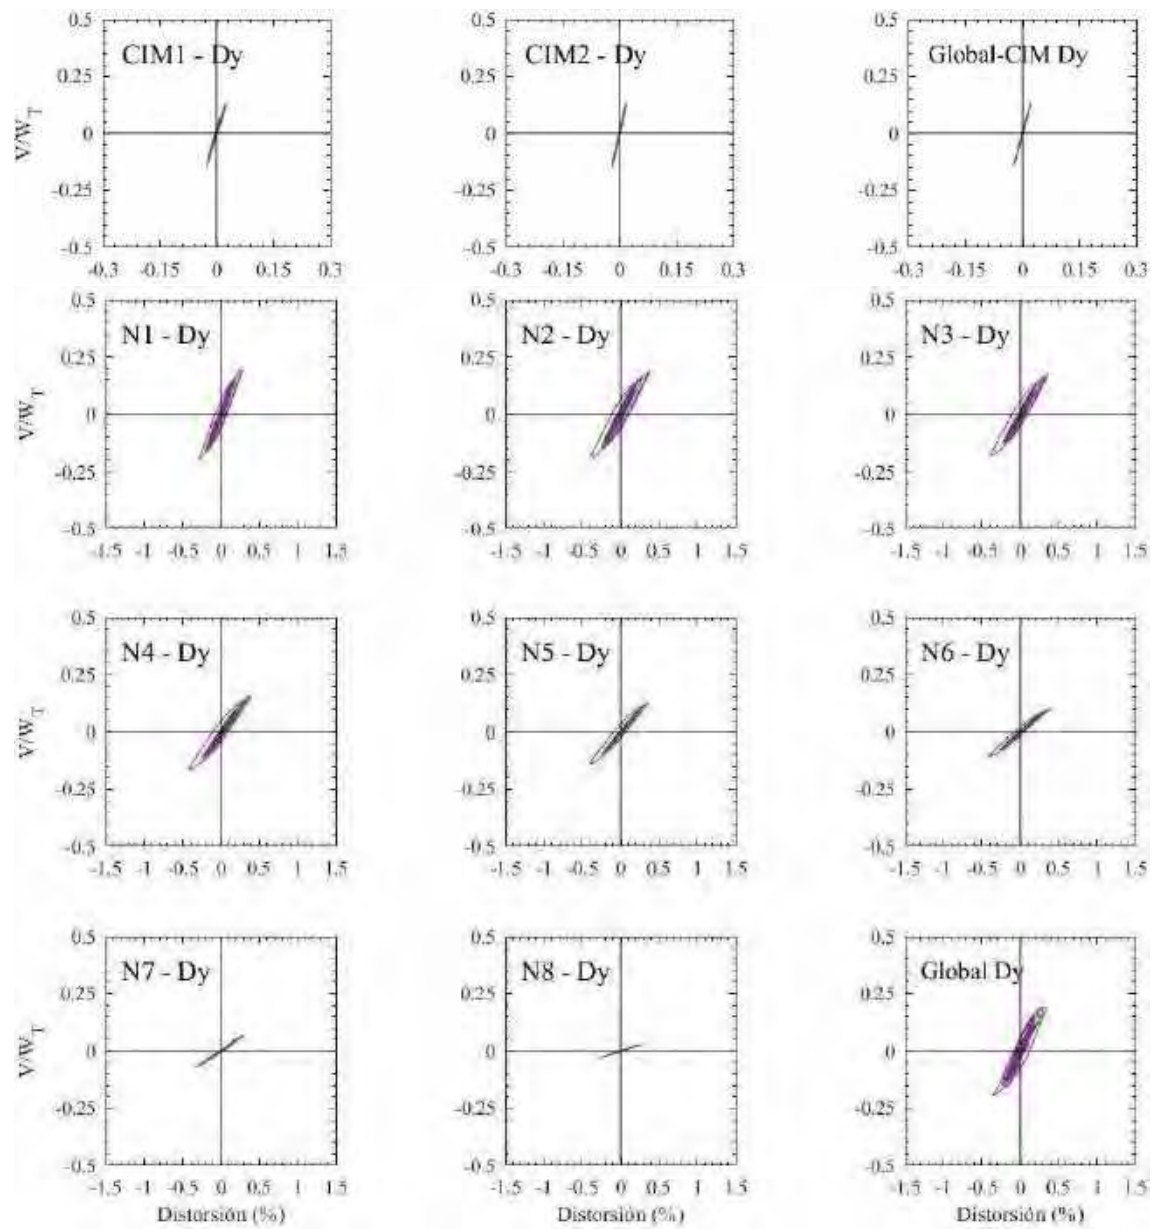 0.5 0.5 0.5
CIM1 - Dy CIM2 - Dy Global-CIM Dy
0.25 0.25 0.25
V/W_T 0 0 0
-0.25 -0.25 -0.25
-0.5 -0.5 -0.5
-0.3 -0.15 0 0.15 0.3 -0.3 -0.15 0 0.15 0.3 -0.3 -0.15 0 0.15 0.3
0.5 0.5 0.5
N1 - Dy N2 - Dy N3 - Dy
0.25 0.25 0.25
V/W_T 0 0 0
-0.25 -0.25 -0.25
-0.5 -0.5 -0.5
-1.5 -1 -0.5 0 0.5 1 1.5 -1.5 -1 -0.5 0 0.5 1 1.5 -1.5 -1 -0.5 0 0.5 1 1.5
0.5 0.5 0.5
N4 - Dy N5 - Dy N6 - Dy
0.25 0.25 0.25
V/W_T 0 0 0
-0.25 -0.25 -0.25
-0.5 -0.5 -0.5
-1.5 -1 -0.5 0 0.5 1 1.5 -1.5 -1 -0.5 0 0.5 1 1.5 -1.5 -1 -0.5 0 0.5 1 1.5
0.5 0.5 0.5
N7 - Dy N8 - Dy Global Dy
0.25 0.25 0.25
V/W_T 0 0 0
-0.25 -0.25 -0.25
-0.5 -0.5 -0.5
-1.5 -1 -0.5 0 0.5 1 1.5 -1.5 -1 -0.5 0 0.5 1 1.5 -1.5 -1 -0.5 0 0.5 1 1.5
Distorsión (%) Distorsión (%) Distorsión (%)